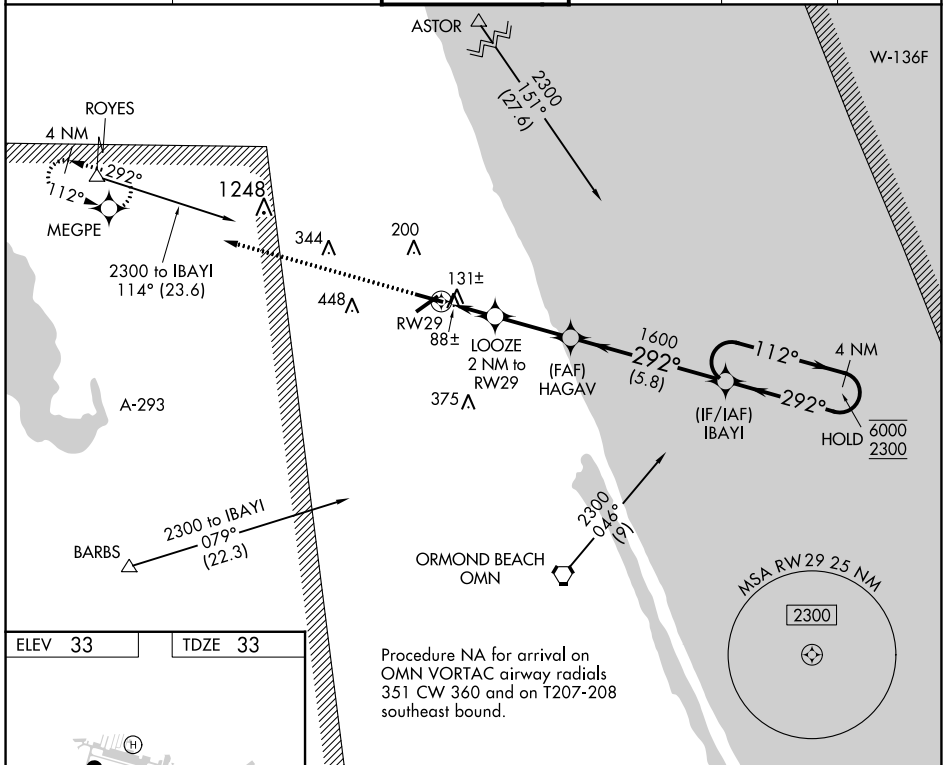 ASTOR
W-136F
2300
151°
(27.6)
ROYES
4 NM
292°
112°
MEGPE
1248
2300 to IBAYI
114° (23.6)
344
200
448
131±
RW29
88±
LOOZE
2 NM to
RW29
(FAF)
HAGAV
1600
292°
(5.8)
112°
4 NM
292°
(IF/IAF)
IBAYI
HOLD
6000
2300
375
A-293
2300 to IBAYI
079°
(22.3)
BARBS
2300
046°
(9)
ORMOND BEACH
OMN
MSA RW 29 25 NM
2300
ELEV 33
TDZE 33
Procedure NA for arrival on
OMN VORTAC airway radials
351 CW 360 and on T207-208
southeast bound.
H